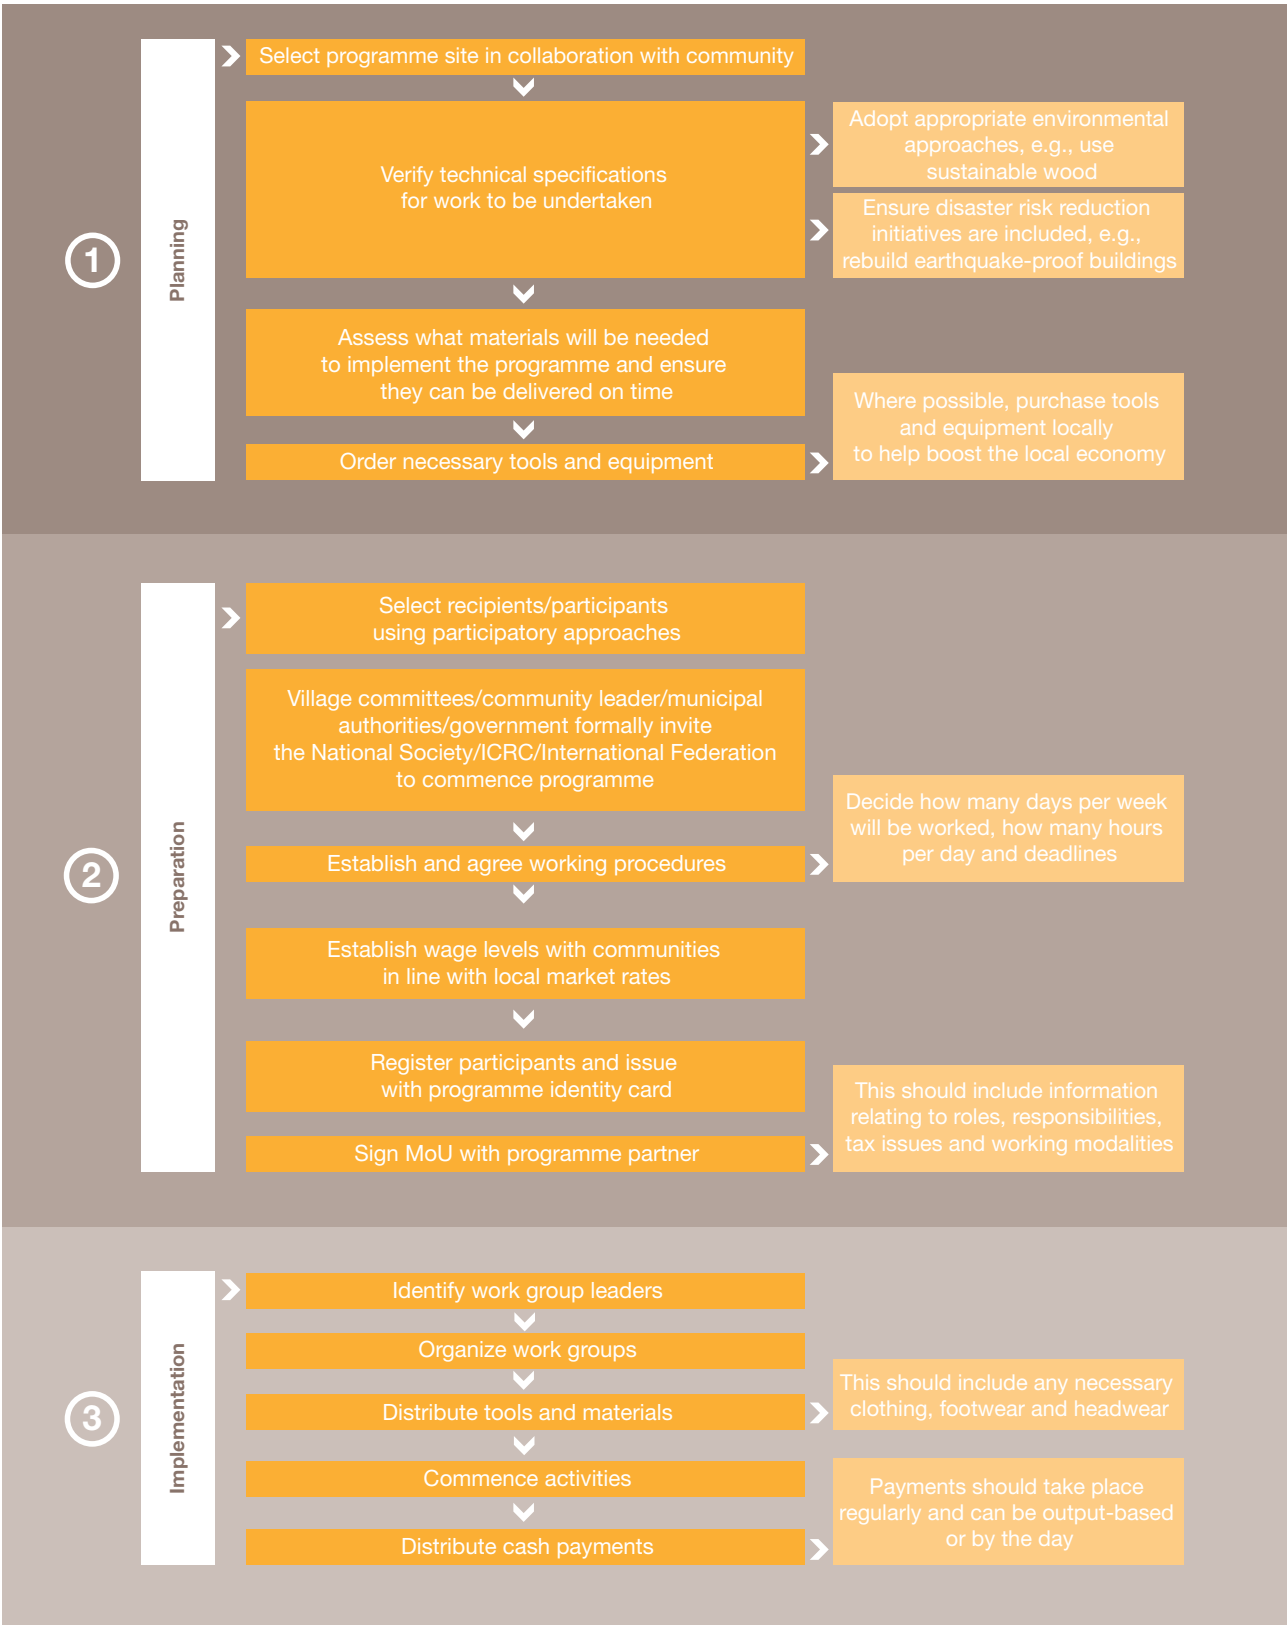 1
Planning
Select programme site in collaboration with community
Verify technical specifications
for work to be undertaken
Adopt appropriate environmental
approaches, e.g., use
sustainable wood
Ensure disaster risk reduction
initiatives are included, e.g.,
rebuild earthquake-proof buildings
Assess what materials will be needed
to implement the programme and ensure
they can be delivered on time
Order necessary tools and equipment
Where possible, purchase tools
and equipment locally
to help boost the local economy
2
Preparation
Select recipients/participants
using participatory approaches
Village committees/community leader/municipal
authorities/government formally invite
the National Society/ICRC/International Federation
to commence programme
Establish and agree working procedures
Decide how many days per week
will be worked, how many hours
per day and deadlines
Establish wage levels with communities
in line with local market rates
Register participants and issue
with programme identity card
Sign MoU with programme partner
This should include information
relating to roles, responsibilities,
tax issues and working modalities
3
Implementation
Identify work group leaders
Organize work groups
Distribute tools and materials
This should include any necessary
clothing, footwear and headwear
Commence activities
Distribute cash payments
Payments should take place
regularly and can be output-based
or by the day